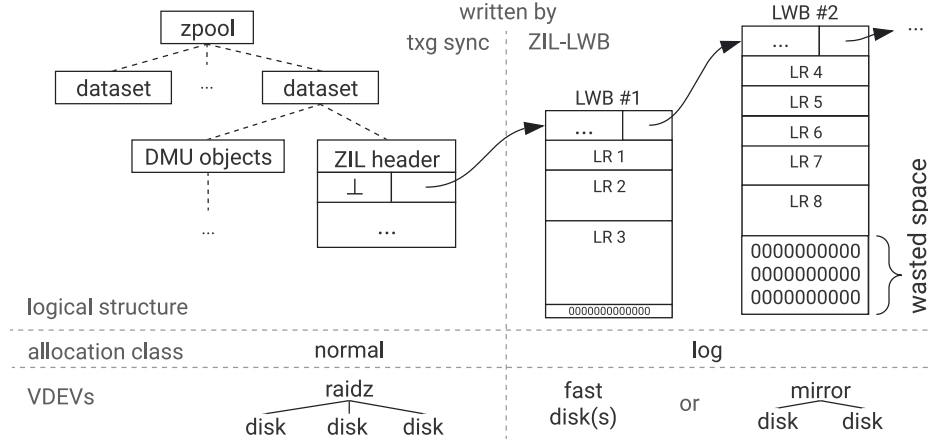 written by
txg sync
ZIL-LWB
zpool
dataset
...
dataset
DMU objects
...
ZIL header
⊥
...
LWB #1
...
LR 1
LR 2
LR 3
0000000000000
LWB #2
...
...
LR 4
LR 5
LR 6
LR 7
LR 8
0000000000
0000000000
0000000000
wasted space
logical structure
allocation class
normal
log
VDEVs
raidz
disk disk disk
fast
disk(s)
or
mirror
disk disk